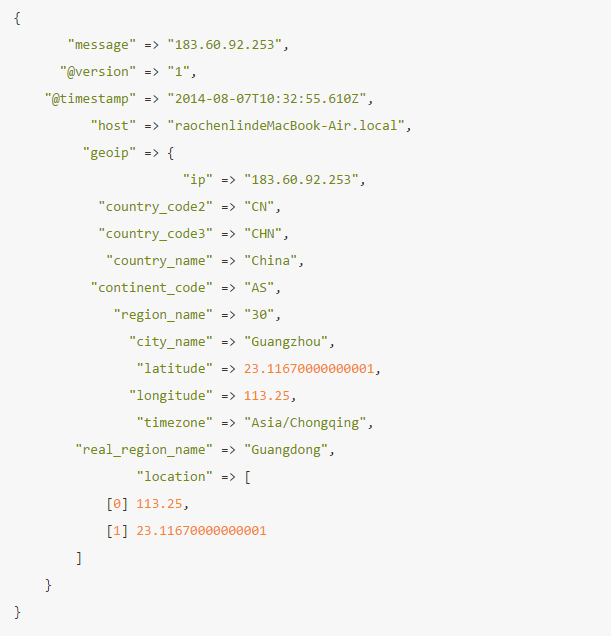 {
"message" => "183.60.92.253",
"@version" => "1",
"@timestamp" => "2014-08-07T10:32:55.610Z",
"host" => "raochenlindeMacBook-Air.local",
"geoip" => {
"ip" => "183.60.92.253",
"country_code2" => "CN",
"country_code3" => "CHN",
"country_name" => "China",
"continent_code" => "AS",
"region_name" => "30",
"city_name" => "Guangzhou",
"latitude" => 23.11670000000001,
"longitude" => 113.25,
"timezone" => "Asia/Chongqing",
"real_region_name" => "Guangdong",
"location" => [
[0] 113.25,
[1] 23.11670000000001
]
}
}